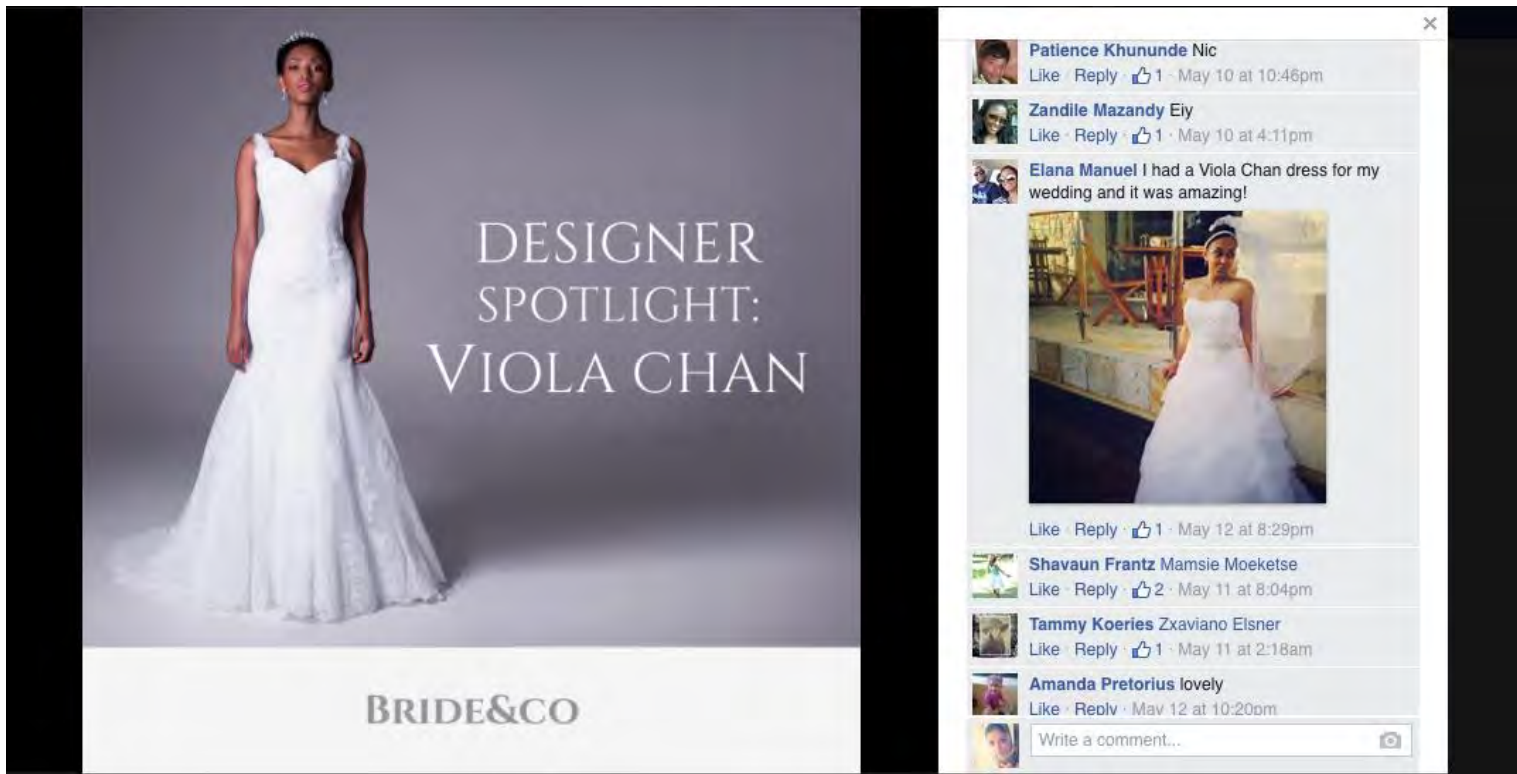 DESIGNER
SPOTLIGHT:
VIOLA CHAN
BRIDE&CO
×
Patience Khununde Nic
Like · Reply · 1 · May 10 at 10:46pm
Zandile Mazandy Eiy
Like · Reply · 1 · May 10 at 4:11pm
Elana Manuel I had a Viola Chan dress for my
wedding and it was amazing!
Like · Reply · 1 · May 12 at 8:29pm
Shavaun Frantz Mamsie Moeketse
Like · Reply · 2 · May 11 at 8:04pm
Tammy Koeries Zxaviano Elsner
Like · Reply · 1 · May 11 at 2:18am
Amanda Pretorius lovely
Like · Reply · May 12 at 10:20pm
Write a comment...